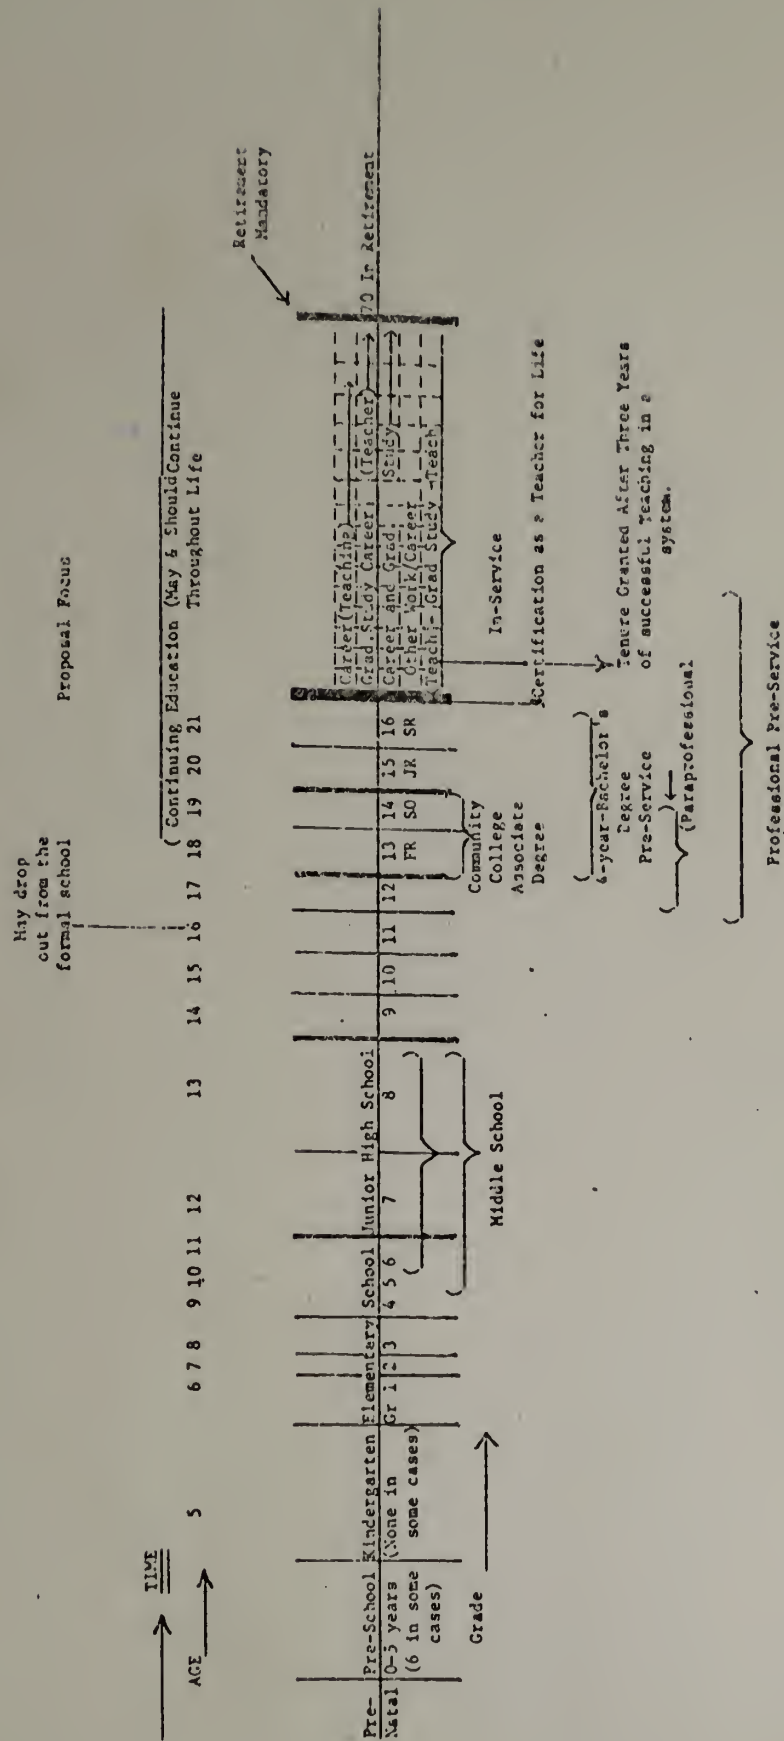 May drop
out from the
formal school
Proposal Focus
TIME
(Continuing Education (May & Should Continue
Throughout Life
AGE
5 6 7 8 9 10 11 12 13 14 15 16 17 18 19 20 21
Retirement
Mandatory
Pre-
Natal
Pre-School
0-5 years
(6 in some
cases)
Kindergarten
(None in
some cases)
Elementary School
Junior High School
Gr 1 2 3 4 5 6 7 8 9 10 11 12 13 14 15 16
FR SO JR SR
Career(Teaching)
Grad. Study Career (Teacher)
Career and Grad. Study
Other Work/Career
Teach - Grad Study - Teach
70 In Retirement
Grade
Middle School
Community
College
Associate
Degree
In-Service
Certification as a Teacher for Life
Tenure Granted After Three Years
of successful Teaching in a
system.
4-year-Bachelor's
Degree
Pre-Service
(Paraprofessional
Professional Pre-Service